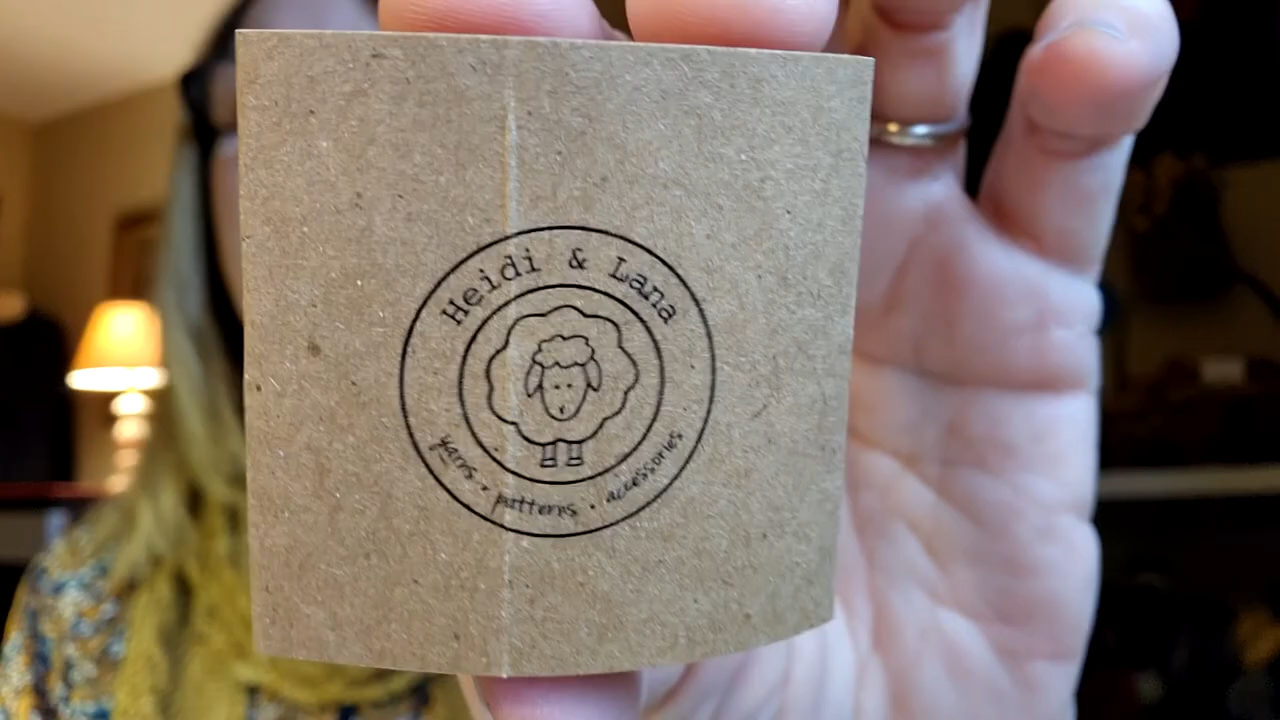 Heidi & Lana
yarns • patterns • accessories